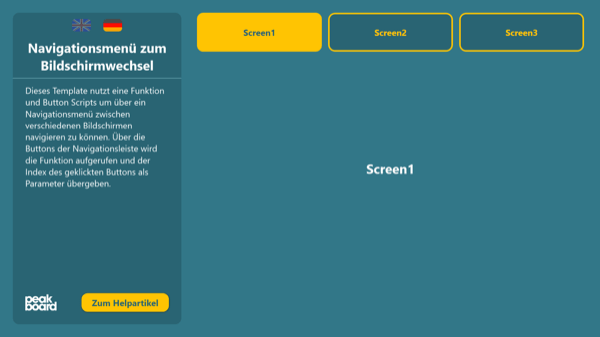 Navigationsmenü zum
Bildschirmwechsel
Dieses Template nutzt eine Funktion
und Button Scripts um über ein
Navigationsmenü zwischen
verschiedenen Bildschirmen
navigieren zu können. Über die
Buttons der Navigationsleiste wird
die Funktion aufgerufen und der
Index des geklickten Buttons als
Parameter übergeben.
peak
board
Zum Helpartikel
Screen1
Screen2
Screen3
Screen1